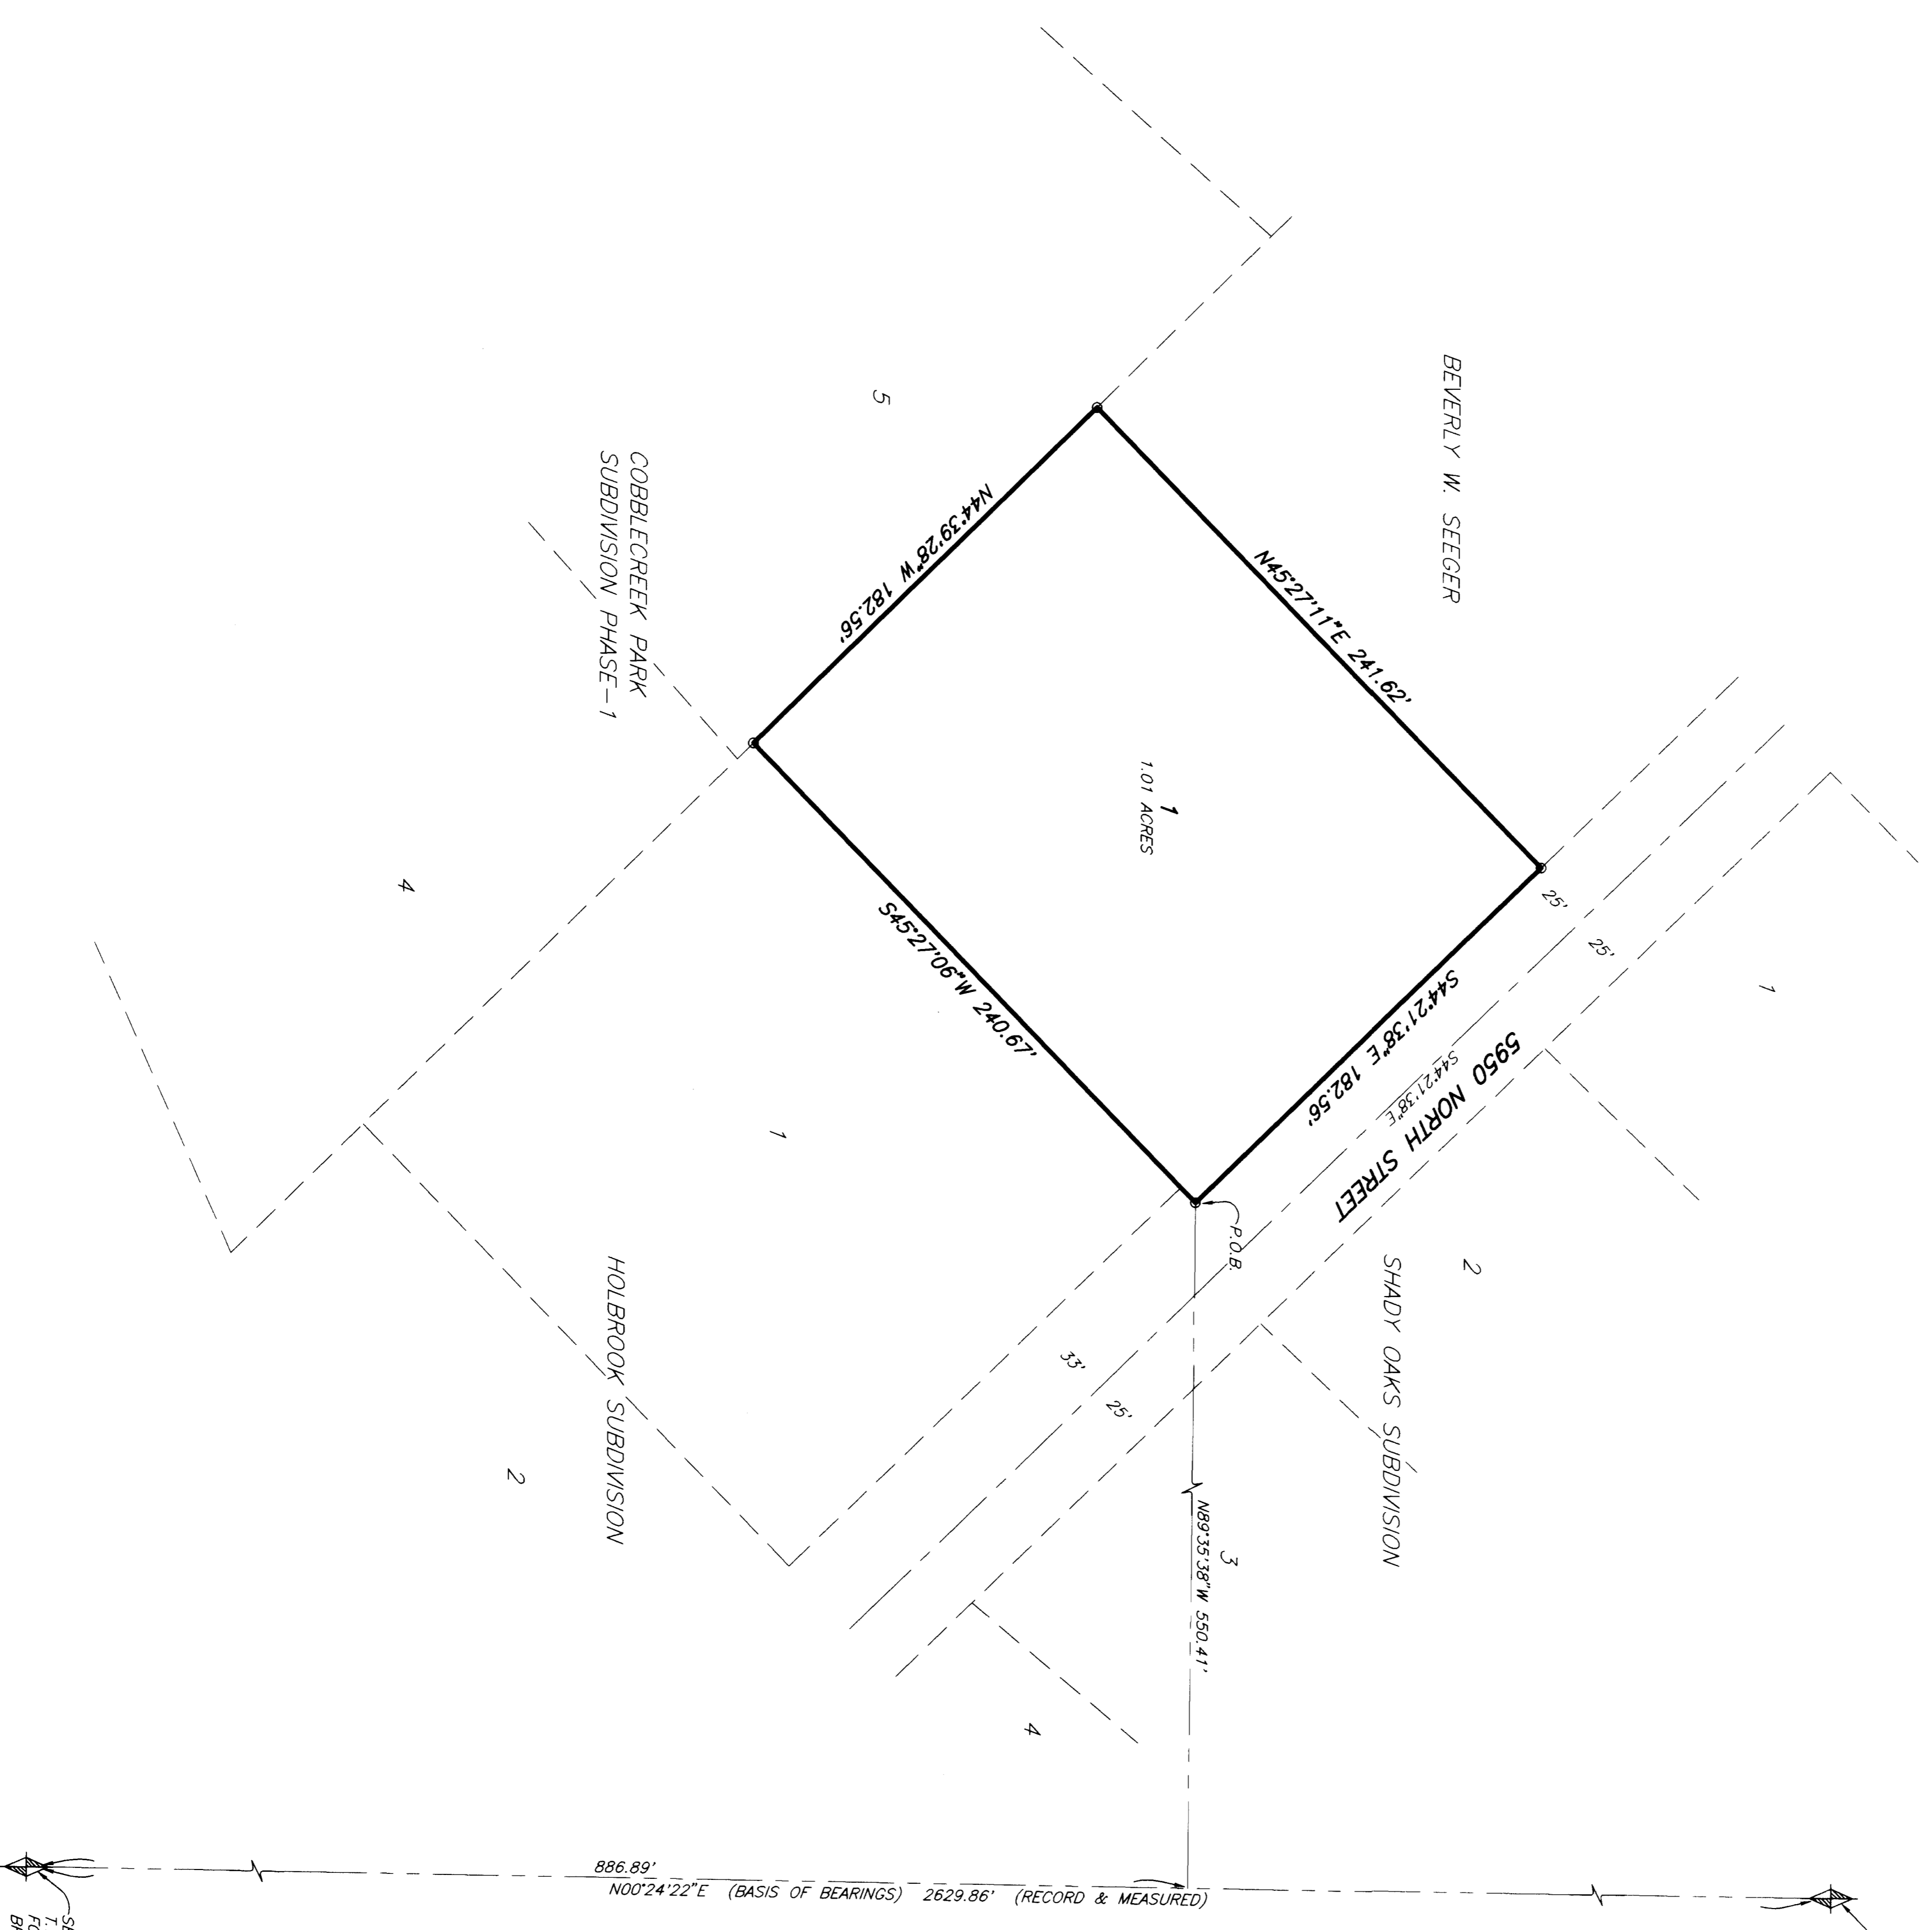 BEVERLY W. SEEGER
5
COBBLECREEK PARK
SUBDIVISION PHASE-1
N44°39'28"W 182.56'
N45°27'11"E 241.62'
1
1.01 ACRES
S45°27'06"W 240.67'
S44°21'38"E 182.56'
S44°21'38"E
5950 NORTH STREET
25'
25'
1
4
1
P.O.B.
2
SHADY OAKS SUBDIVISION
HOLBROOK SUBDIVISION
2
33'
25'
3
N89°35'38"W 550.41'
4
886.89'
N00°24'22"E (BASIS OF BEARINGS) 2629.86' (RECORD & MEASURED)
T.